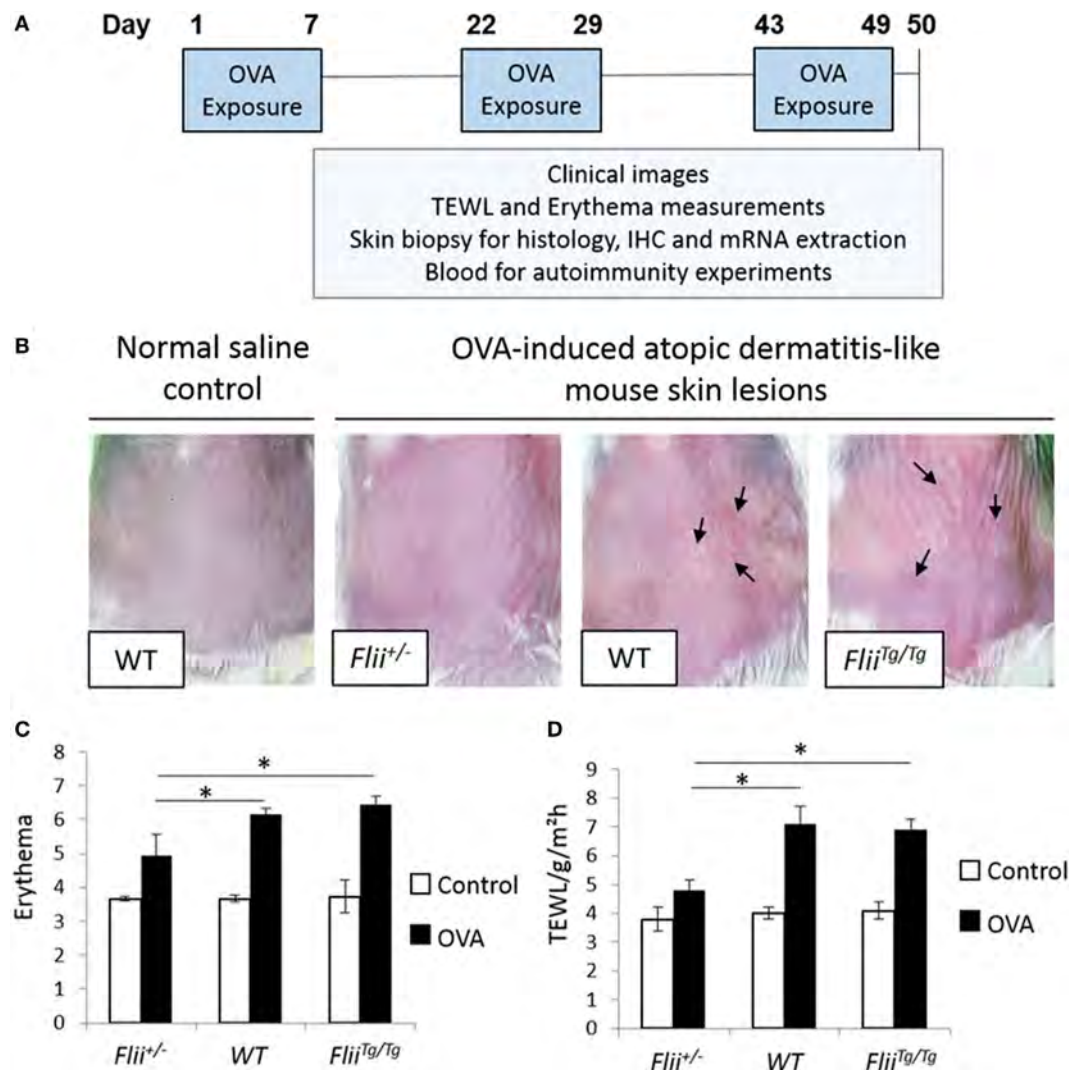 A
Day 1 7 22 29 43 49 50
OVA
Exposure
OVA
Exposure
OVA
Exposure
Clinical images
TEWL and Erythema measurements
Skin biopsy for histology, IHC and mRNA extraction
Blood for autoimmunity experiments
B
Normal saline
control
OVA-induced atopic dermatitis-like
mouse skin lesions
WT
Flii+/-
WT
FliiTg/Tg
C
8
7
6
5
4
3
2
1
0
Erythema
*
*
Control
OVA
Flii+/- WT FliiTg/Tg
D
9
8
7
6
5
4
3
2
1
0
TEWL/g/m²h
*
*
Control
OVA
Flii+/- WT FliiTg/Tg